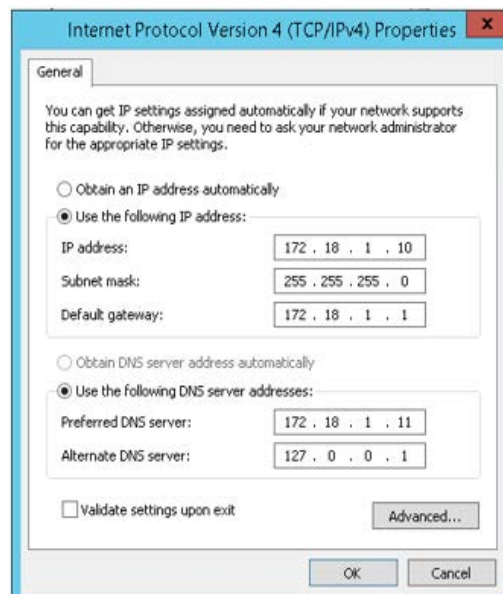 Internet Protocol Version 4 (TCP/IPv4) Properties
x
General
You can get IP settings assigned automatically if your network supports
this capability. Otherwise, you need to ask your network administrator
for the appropriate IP settings.
Obtain an IP address automatically
Use the following IP address:
IP address: 172 . 18 . 1 . 10
Subnet mask: 255 . 255 . 255 . 0
Default gateway: 172 . 18 . 1 . 1
Obtain DNS server address automatically
Use the following DNS server addresses:
Preferred DNS server: 172 . 18 . 1 . 11
Alternate DNS server: 127 . 0 . 0 . 1
Validate settings upon exit
Advanced...
OK Cancel